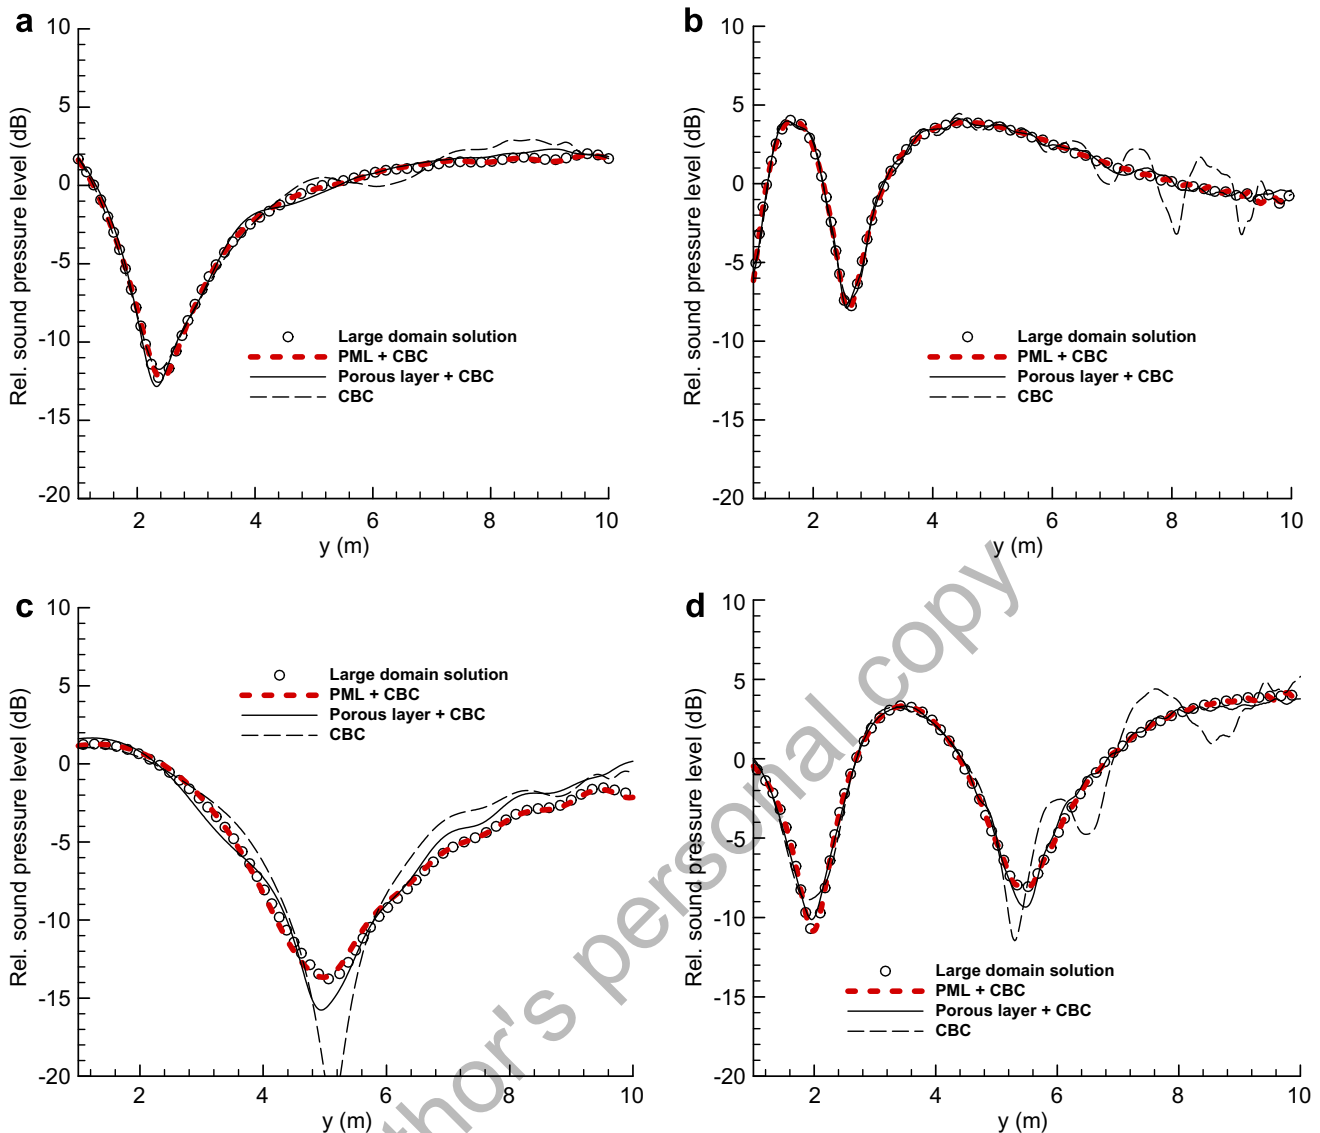 a
10
5
0
-5
-10
-15
-20
Rel. sound pressure level (dB)
Large domain solution
PML + CBC
Porous layer + CBC
CBC
2 4 6 8 10
y (m)
b
10
5
0
-5
-10
-15
-20
Rel. sound pressure level (dB)
Large domain solution
PML + CBC
Porous layer + CBC
CBC
2 4 6 8 10
y (m)
c
10
5
0
-5
-10
-15
-20
Rel. sound pressure level (dB)
Large domain solution
PML + CBC
Porous layer + CBC
CBC
2 4 6 8 10
y (m)
d
10
5
0
-5
-10
-15
-20
Rel. sound pressure level (dB)
Large domain solution
PML + CBC
Porous layer + CBC
CBC
2 4 6 8 10
y (m)
thor's personal copy